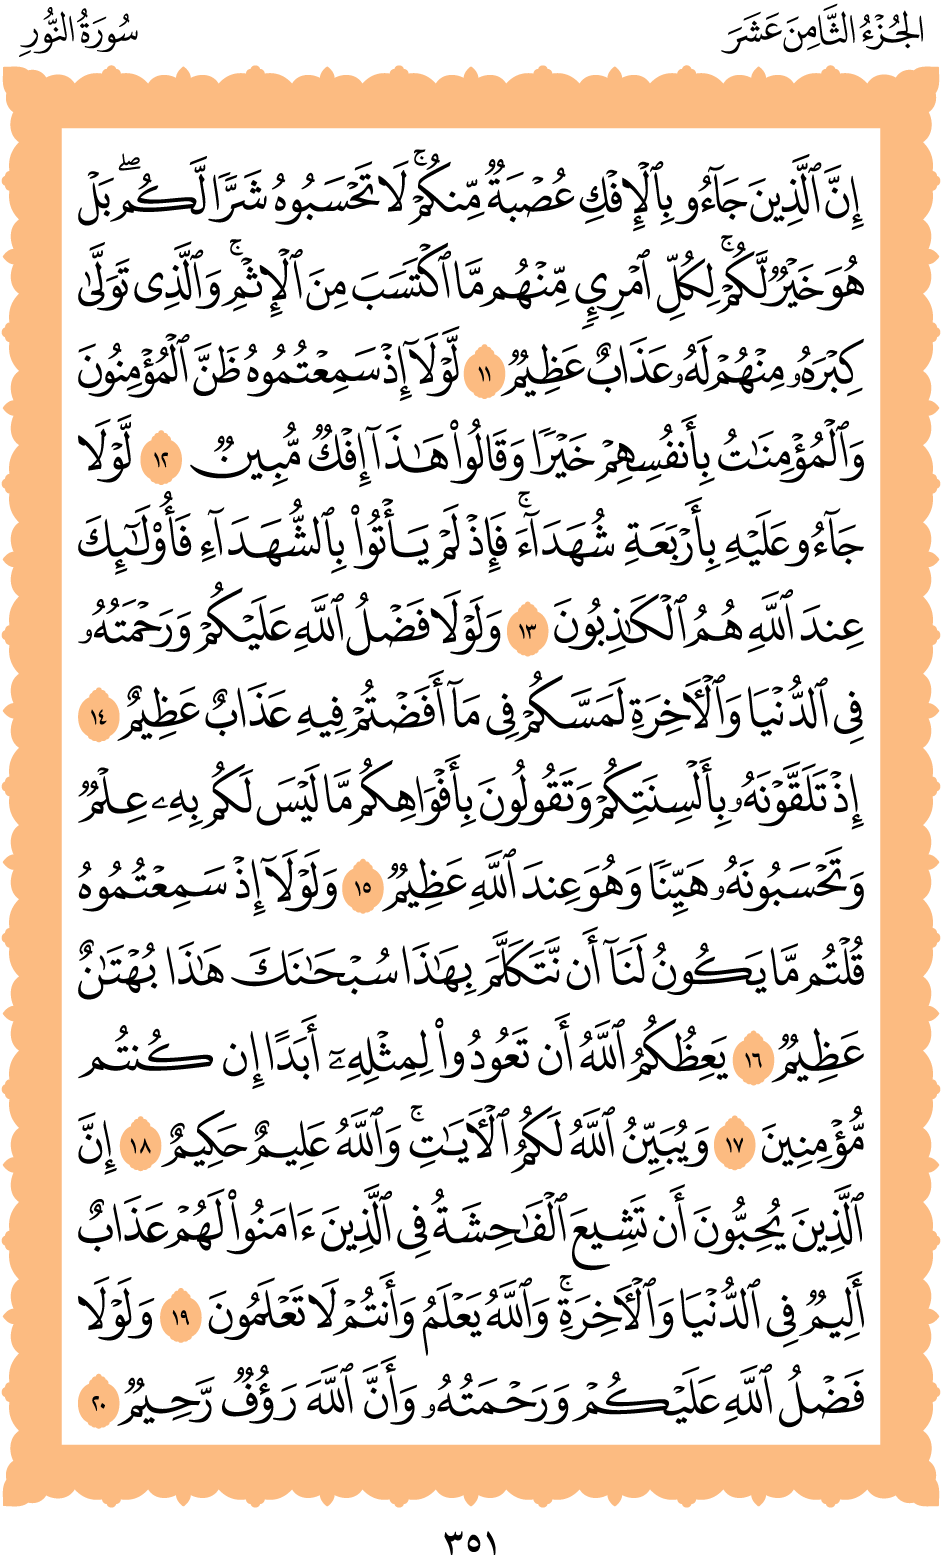 الجُزْءُ الثَّامِنَ عَشَرَ
سُورَةُ النُّورِ
إِنَّ ٱلَّذِينَ جَآءُو بِٱلْإِفْكِ عُصْبَةٌ مِّنكُمْ ۚ لَا تَحْسَبُوهُ شَرًّا لَّكُم ۖ بَلْ
هُوَ خَيْرٌ لَّكُمْ ۚ لِكُلِّ ٱمْرِئٍ مِّنْهُم مَّا ٱكْتَسَبَ مِنَ ٱلْإِثْمِ ۚ وَٱلَّذِى تَوَلَّىٰ
كِبْرَهُۥ مِنْهُمْ لَهُۥ عَذَابٌ عَظِيمٌ ١١ لَّوْلَآ إِذْ سَمِعْتُمُوهُ ظَنَّ ٱلْمُؤْمِنُونَ
وَٱلْمُؤْمِنَٰتُ بِأَنفُسِهِمْ خَيْرًا وَقَالُوا۟ هَٰذَآ إِفْكٌ مُّبِينٌ ١٢ لَّوْلَا
جَآءُو عَلَيْهِ بِأَرْبَعَةِ شُهَدَآءَ ۚ فَإِذْ لَمْ يَأْتُوا۟ بِٱلشُّهَدَآءِ فَأُو۟لَٰٓئِكَ
عِندَ ٱللَّهِ هُمُ ٱلْكَٰذِبُونَ ١٣ وَلَوْلَا فَضْلُ ٱللَّهِ عَلَيْكُمْ وَرَحْمَتُهُۥ
فِى ٱلدُّنْيَا وَٱلْءَاخِرَةِ لَمَسَّكُمْ فِى مَآ أَفَضْتُمْ فِيهِ عَذَابٌ عَظِيمٌ ١٤
إِذْ تَلَقَّوْنَهُۥ بِأَلْسِنَتِكُمْ وَتَقُولُونَ بِأَفْوَاهِكُم مَّا لَيْسَ لَكُم بِهِۦ عِلْمٌ
وَتَحْسَبُونَهُۥ هَيِّنًا وَهُوَ عِندَ ٱللَّهِ عَظِيمٌ ١٥ وَلَوْلَآ إِذْ سَمِعْتُمُوهُ
قُلْتُم مَّا يَكُونُ لَنَآ أَن نَّتَكَلَّمَ بِهَٰذَا سُبْحَٰنَكَ هَٰذَا بُهْتَٰنٌ
عَظِيمٌ ١٦ يَعِظُكُمُ ٱللَّهُ أَن تَعُودُوا۟ لِمِثْلِهِۦٓ أَبَدًا إِن كُنتُم
مُّؤْمِنِينَ ١٧ وَيُبَيِّنُ ٱللَّهُ لَكُمُ ٱلْءَايَٰتِ ۚ وَٱللَّهُ عَلِيمٌ حَكِيمٌ ١٨ إِنَّ
ٱلَّذِينَ يُحِبُّونَ أَن تَشِيعَ ٱلْفَٰحِشَةُ فِى ٱلَّذِينَ ءَامَنُوا۟ لَهُمْ عَذَابٌ
أَلِيمٌ فِى ٱلدُّنْيَا وَٱلْءَاخِرَةِ ۚ وَٱللَّهُ يَعْلَمُ وَأَنتُمْ لَا تَعْلَمُونَ ١٩ وَلَوْلَا
فَضْلُ ٱللَّهِ عَلَيْكُمْ وَرَحْمَتُهُۥ وَأَنَّ ٱللَّهَ رَءُوفٌ رَّحِيمٌ ٢٠
٣٥١